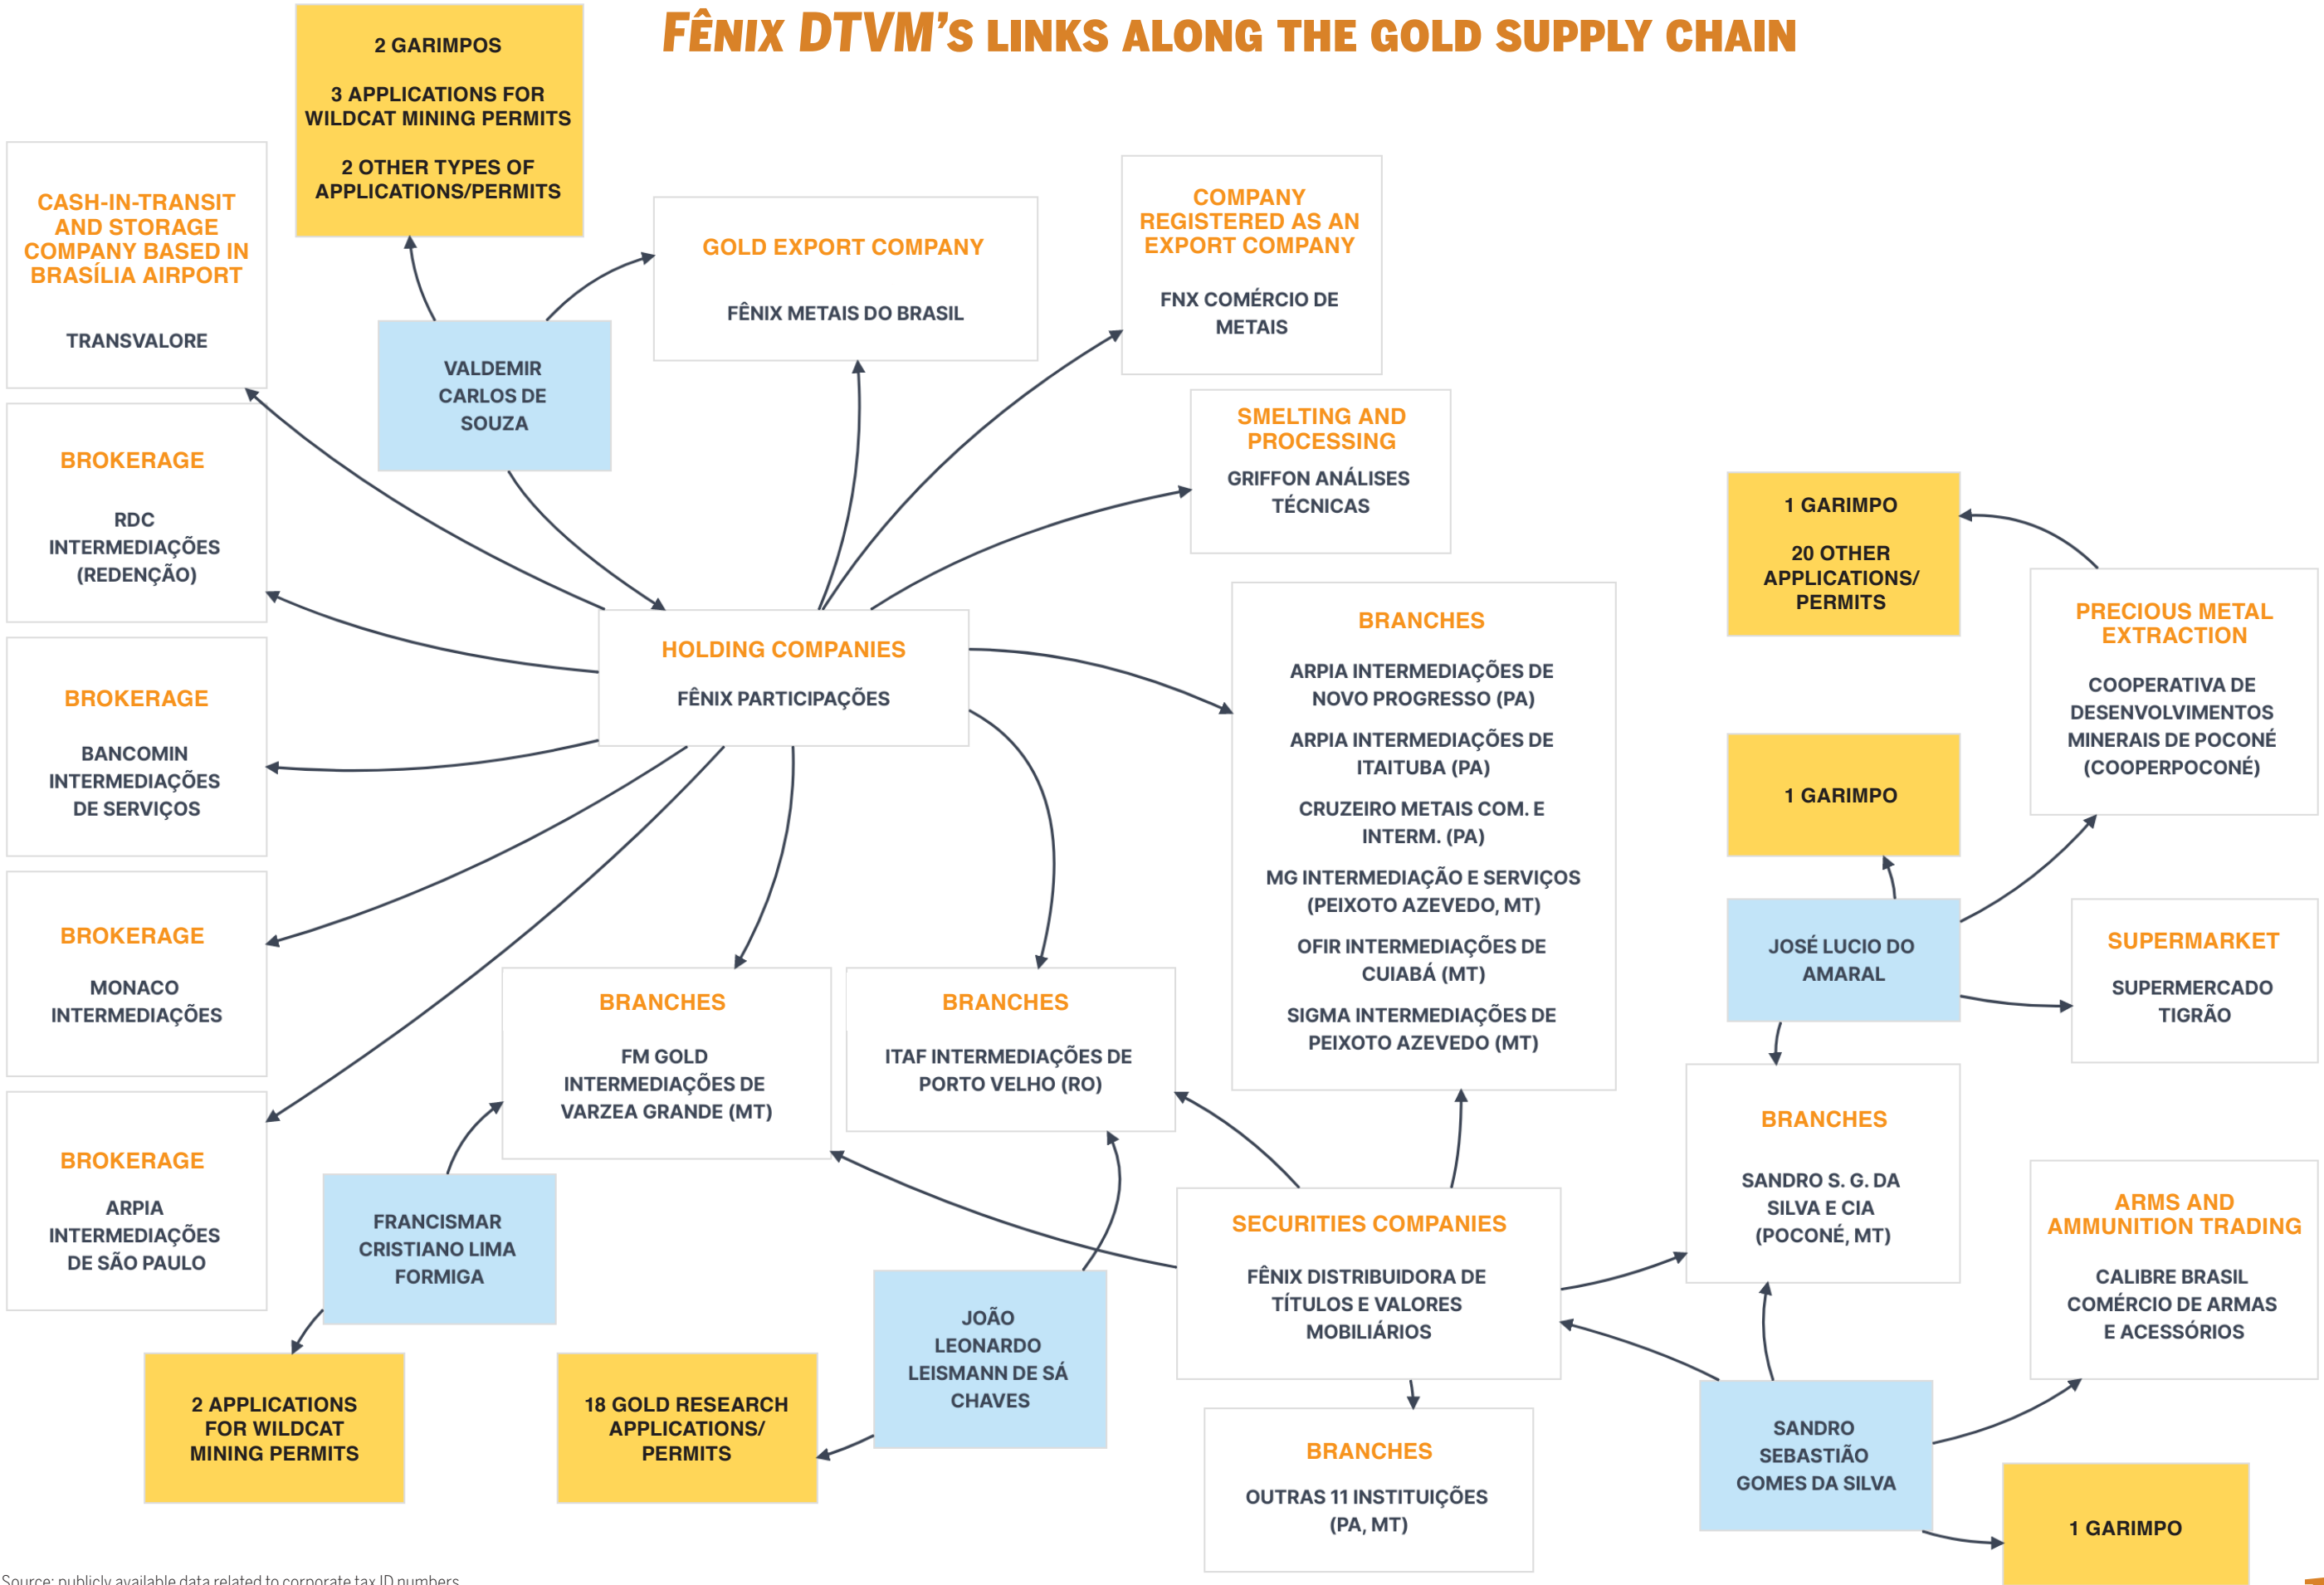 FÊNIX DTVM'S LINKS ALONG THE GOLD SUPPLY CHAIN
2 GARIMPOS
3 APPLICATIONS FOR
WILDCAT MINING PERMITS
2 OTHER TYPES OF
APPLICATIONS/PERMITS
CASH-IN-TRANSIT
AND STORAGE
COMPANY BASED IN
BRASÍLIA AIRPORT
TRANSVALORE
VALDEMIR
CARLOS DE
SOUZA
GOLD EXPORT COMPANY
FÊNIX METAIS DO BRASIL
COMPANY
REGISTERED AS AN
EXPORT COMPANY
FNX COMÉRCIO DE
METAIS
SMELTING AND
PROCESSING
GRIFFON ANÁLISES
TÉCNICAS
BROKERAGE
RDC
INTERMEDIAÇÕES
(REDENÇÃO)
BROKERAGE
BANCOMIN
INTERMEDIAÇÕES
DE SERVIÇOS
BROKERAGE
MONACO
INTERMEDIAÇÕES
BROKERAGE
ARPIA
INTERMEDIAÇÕES
DE SÃO PAULO
HOLDING COMPANIES
FÊNIX PARTICIPAÇÕES
BRANCHES
ARPIA INTERMEDIAÇÕES DE
NOVO PROGRESSO (PA)
ARPIA INTERMEDIAÇÕES DE
ITAITUBA (PA)
CRUZEIRO METAIS COM. E
INTERM. (PA)
MG INTERMEDIAÇÃO E SERVIÇOS
(PEIXOTO AZEVEDO, MT)
OFIR INTERMEDIAÇÕES DE
CUIABÁ (MT)
SIGMA INTERMEDIAÇÕES DE
PEIXOTO AZEVEDO (MT)
1 GARIMPO
20 OTHER
APPLICATIONS/
PERMITS
PRECIOUS METAL
EXTRACTION
COOPERATIVA DE
DESENVOLVIMENTOS
MINERAIS DE POCONÉ
(COOPERPOCONÉ)
1 GARIMPO
JOSÉ LUCIO DO
AMARAL
SUPERMARKET
SUPERMERCADO
TIGRÃO
BRANCHES
FM GOLD
INTERMEDIAÇÕES DE
VARZEA GRANDE (MT)
BRANCHES
ITAF INTERMEDIAÇÕES DE
PORTO VELHO (RO)
BRANCHES
SANDRO S. G. DA
SILVA E CIA
(POCONÉ, MT)
FRANCISMAR
CRISTIANO LIMA
FORMIGA
2 APPLICATIONS
FOR WILDCAT
MINING PERMITS
18 GOLD RESEARCH
APPLICATIONS/
PERMITS
JOÃO
LEONARDO
LEISMANN DE SÁ
CHAVES
SECURITIES COMPANIES
FÊNIX DISTRIBUIDORA DE
TÍTULOS E VALORES
MOBILIÁRIOS
ARMS AND
AMMUNITION TRADING
CALIBRE BRASIL
COMÉRCIO DE ARMAS
E ACESSÓRIOS
BRANCHES
OUTRAS 11 INSTITUIÇÕES
(PA, MT)
SANDRO
SEBASTIÃO
GOMES DA SILVA
1 GARIMPO
Source: publicly available data related to corporate tax ID numbers